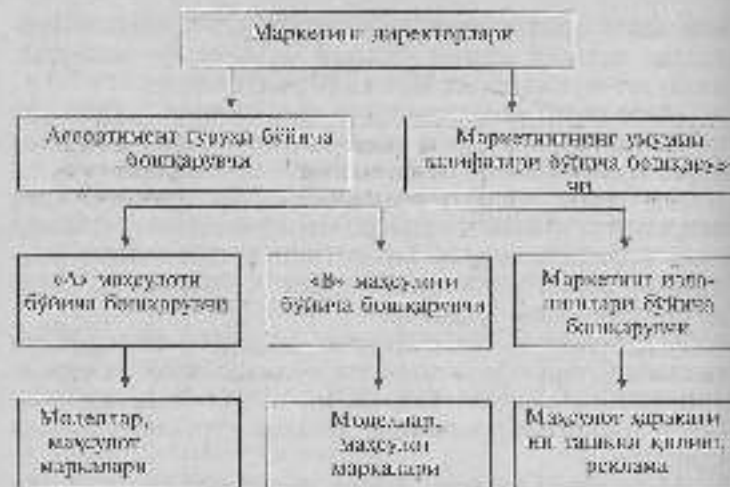 Маркетинг директорлари
Ассортимент гуруҳи бўйича
бошқарувчи
Маркетингнинг умумий
вазифалари бўйича бошқарув-
чи
«А» маҳсулоти
бўйича бошқарувчи
«В» маҳсулоти
бўйича бошқарувчи
Маркетинг изла-
нишлари бўйича
бошқарувчи
Моделлар,
маҳсулот
маркалари
Моделлар,
маҳсулот
маркалари
Маҳсулот ҳаракати-
ни ташкил қилиш,
реклама